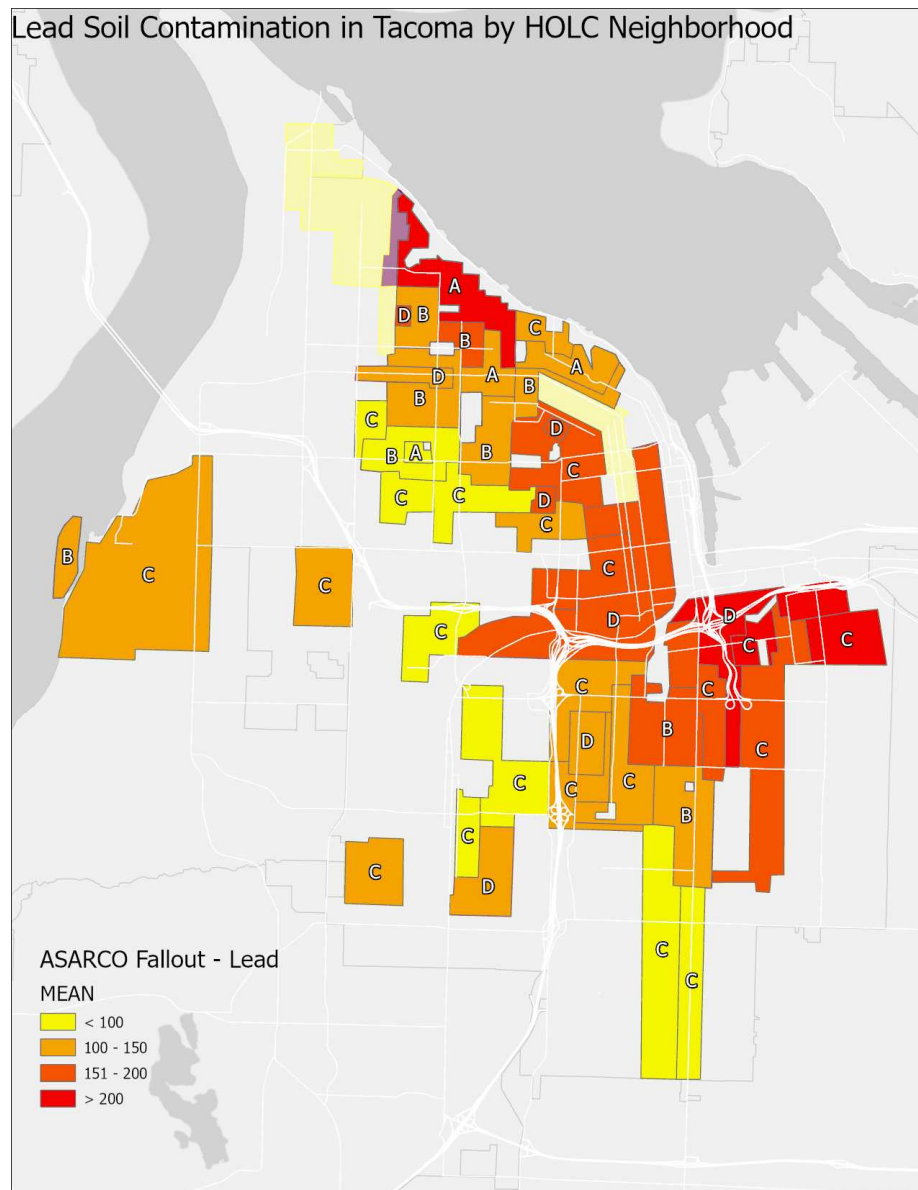 Lead Soil Contamination in Tacoma by HOLC Neighborhood
A
D B
C
B
A
D
A
B
B
C
D
B A
B
C
C
C
D
C
B
C
C
C
D
D
C
C
C
C
C
B
D
C
C
C
C
B
C
C
D
C
C
ASARCO Fallout - Lead
MEAN
< 100
100 - 150
151 - 200
> 200